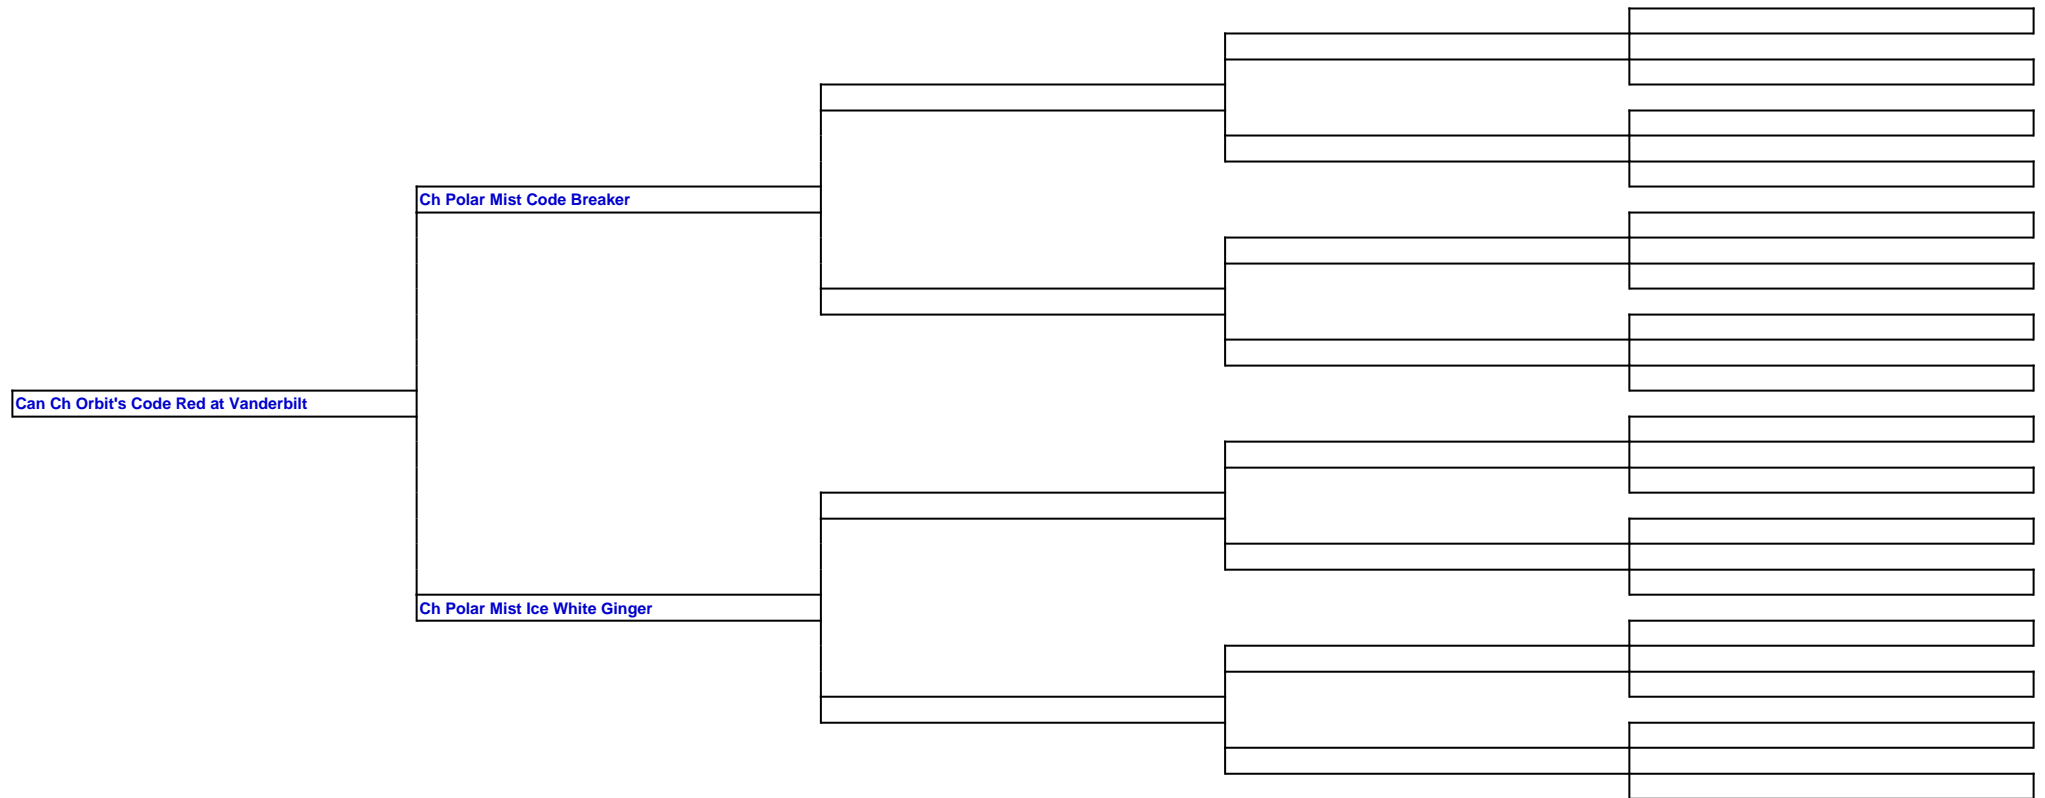 Ch Polar Mist Code Breaker
Can Ch Orbit's Code Red at Vanderbilt
Ch Polar Mist Ice White Ginger